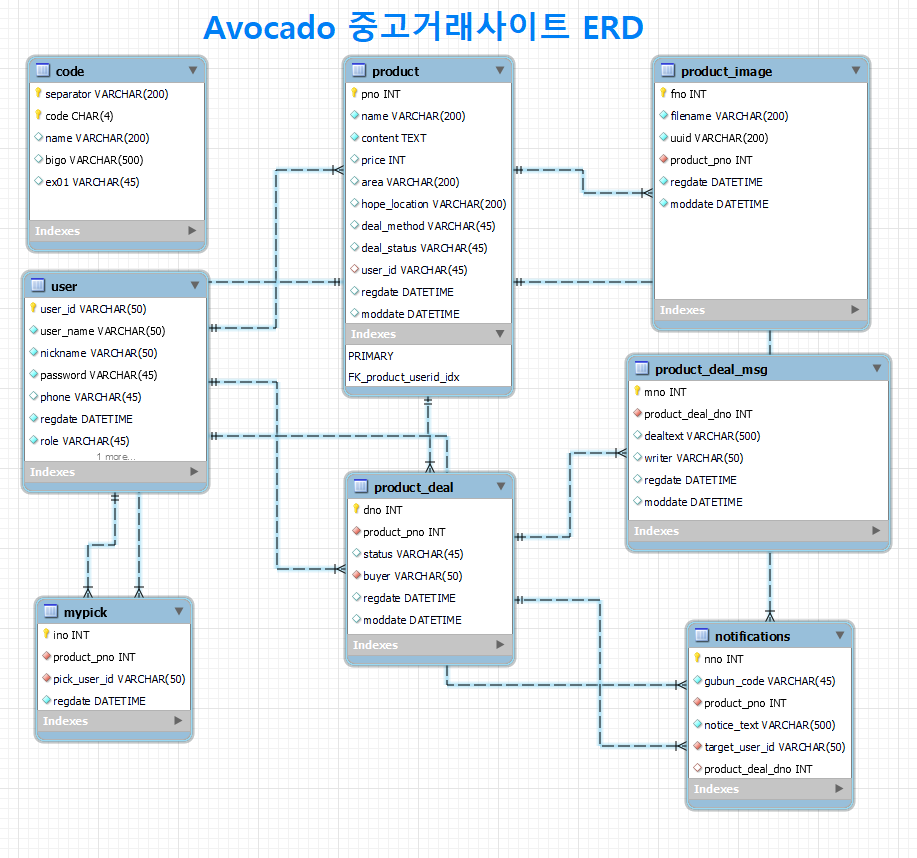 Avocado 중고거래사이트 ERD
code
separator VARCHAR(200)
code CHAR(4)
name VARCHAR(200)
bigo VARCHAR(500)
ex01 VARCHAR(45)
Indexes
product
pno INT
name VARCHAR(200)
content TEXT
price INT
area VARCHAR(200)
hope_location VARCHAR(200)
deal_method VARCHAR(45)
deal_status VARCHAR(45)
user_id VARCHAR(45)
regdate DATETIME
moddate DATETIME
Indexes
PRIMARY
FK_product_userid_idx
product_image
fno INT
filename VARCHAR(200)
uuid VARCHAR(200)
product_pno INT
regdate DATETIME
moddate DATETIME
Indexes
user
user_id VARCHAR(50)
user_name VARCHAR(50)
nickname VARCHAR(50)
password VARCHAR(45)
phone VARCHAR(45)
regdate DATETIME
role VARCHAR(45)
1 more...
Indexes
product_deal_msg
mno INT
product_deal_dno INT
dealtext VARCHAR(500)
writer VARCHAR(50)
regdate DATETIME
moddate DATETIME
Indexes
product_deal
dno INT
product_pno INT
status VARCHAR(45)
buyer VARCHAR(50)
regdate DATETIME
moddate DATETIME
Indexes
mypick
ino INT
product_pno INT
pick_user_id VARCHAR(50)
regdate DATETIME
Indexes
notifications
nno INT
gubun_code VARCHAR(45)
product_pno INT
notice_text VARCHAR(500)
target_user_id VARCHAR(50)
product_deal_dno INT
Indexes